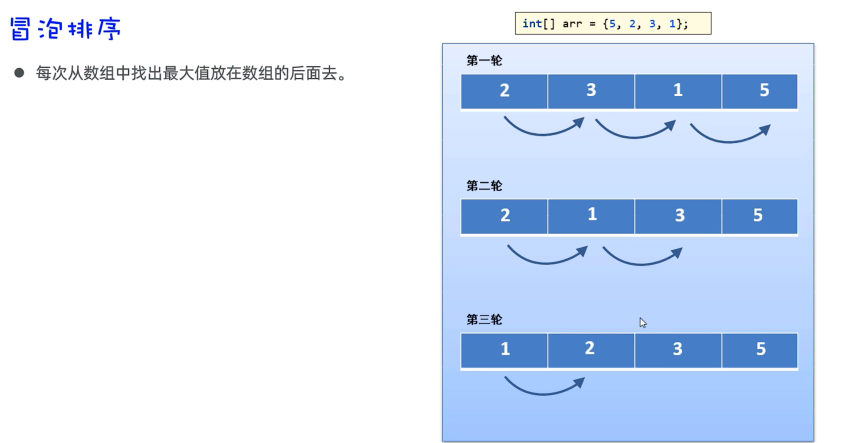 冒泡排序
● 每次从数组中找出最大值放在数组的后面去。
int[] arr = {5, 2, 3, 1};
第一轮
2 3 1 5
第二轮
2 1 3 5
第三轮
1 2 3 5